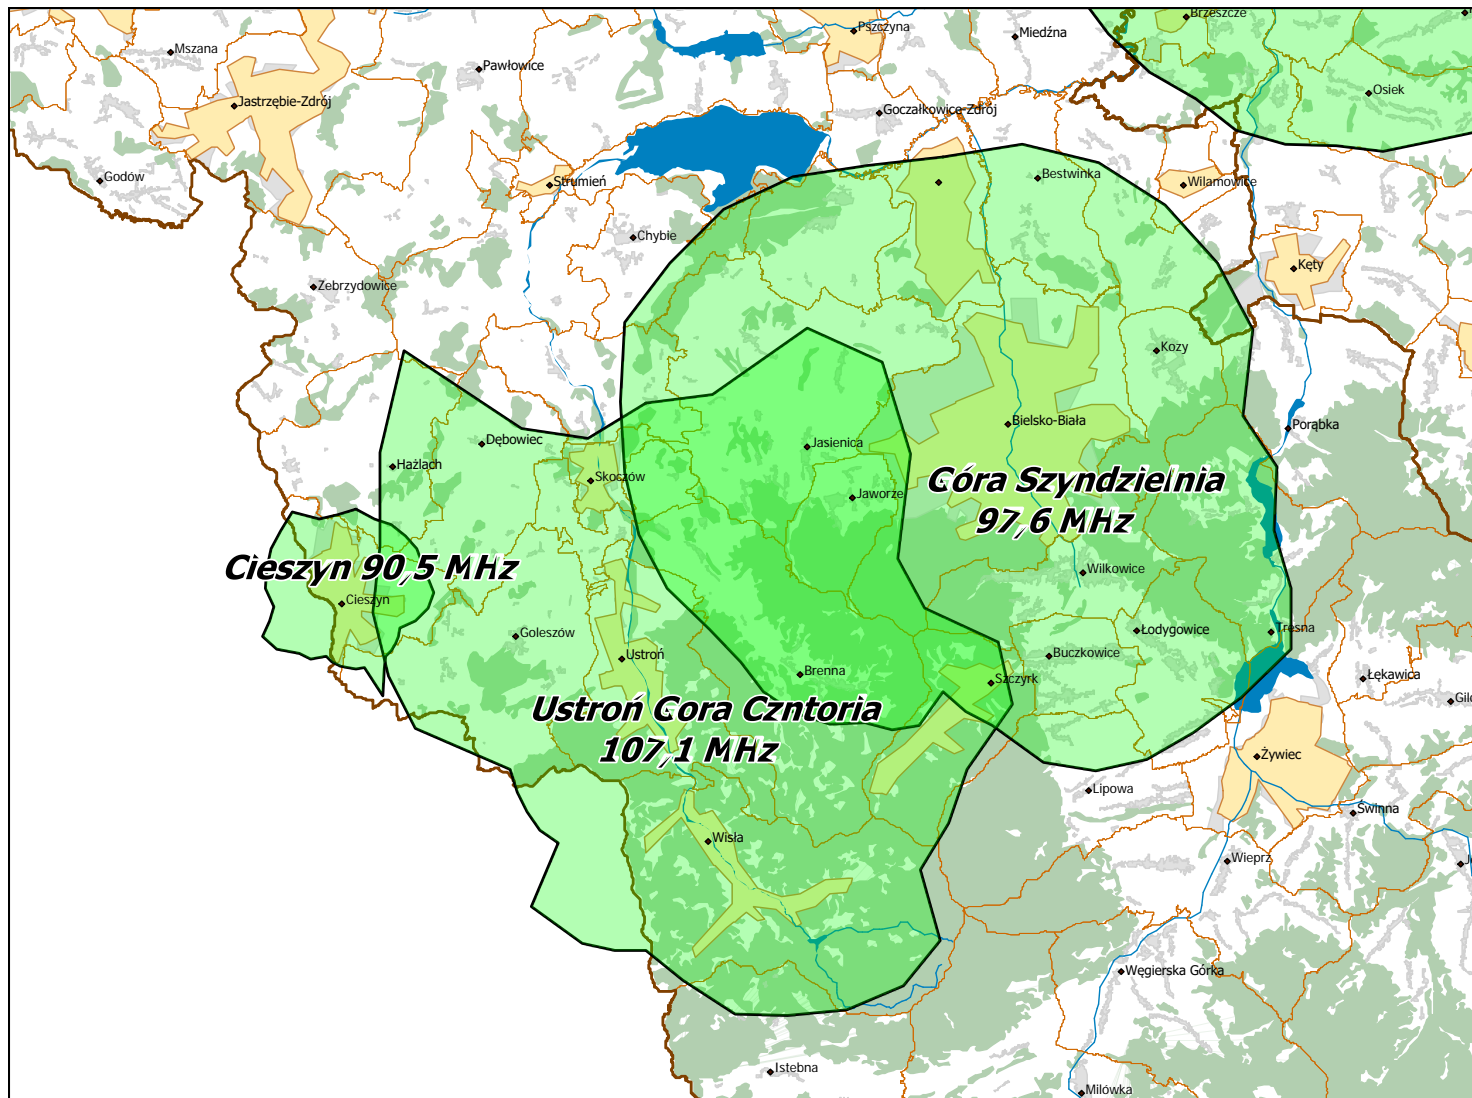 Brzeszcze
Pszczyna
Miedźna
Mszana
Pawłowice
Osiek
Jastrzębie-Zdrój
Goczałkowice-Zdrój
Godów
Strumień
Bestwinka
Wilamowice
Chybie
Kęty
Zebrzydowice
Kozy
Bielsko-Biała
Porąbka
Dębowiec
Jasienica
Hażlach
Skoczów
Jaworze
Córa Szyndzielnia
97,6 MHz
Cieszyn 90,5 MHz
Wilkowice
Cieszyn
Goleszów
Łodygowice
Tresna
Ustroń
Buczkowice
Brenna
Szczyrk
Łękawica
Gilo
Ustroń Cora Czntoria
107,1 MHz
Żywiec
Lipowa
Świnna
Wisła
Wieprz
Węgierska Górka
Istebna
Milówka